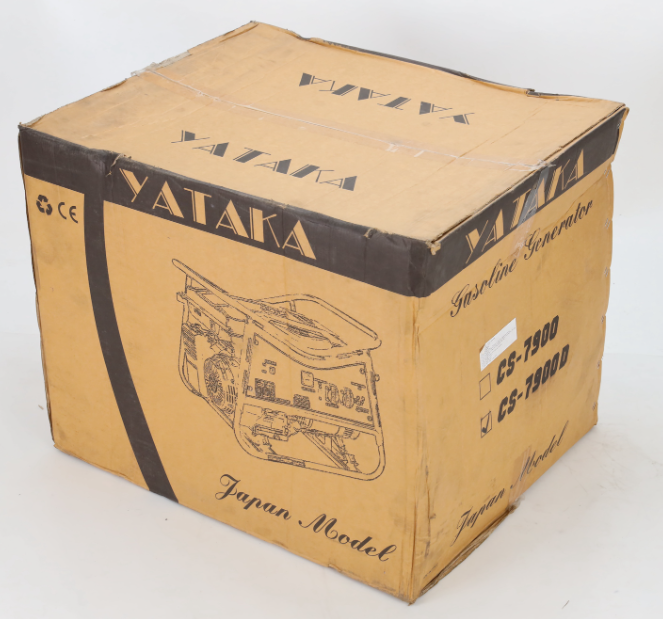 YATAKA
YATAKA
YATAKA
CE
Japan Model
YATAKA
Gasoline Generator
CS-7900
CS-7900D
Japan Model